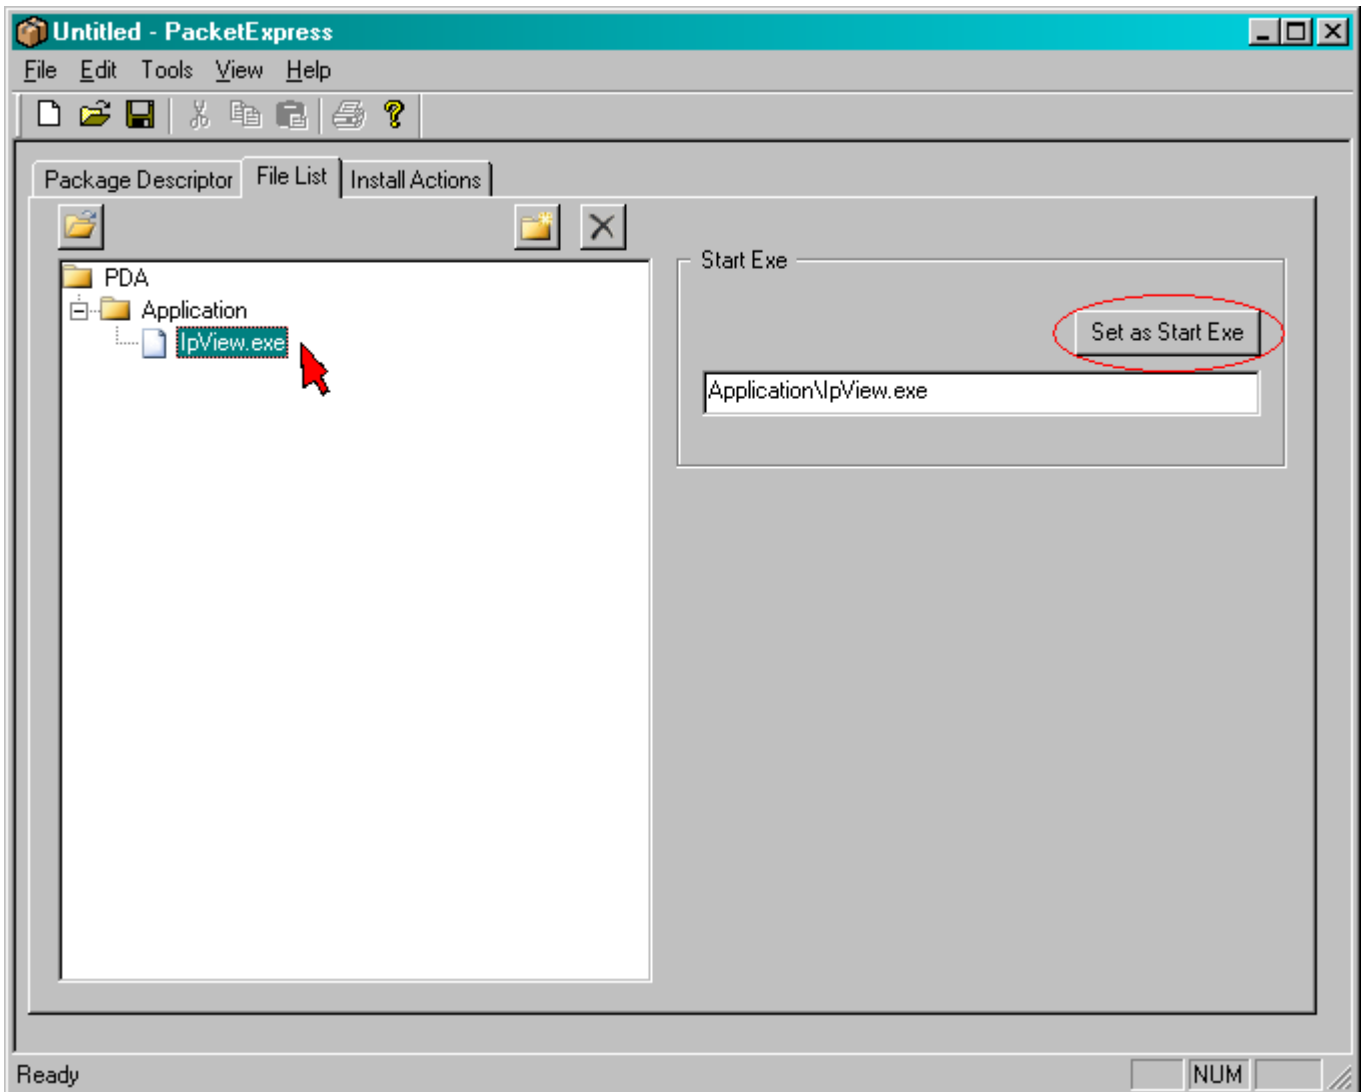 Untitled - PacketExpress
File Edit Tools View Help
Package Descriptor File List Install Actions
PDA
Application
IpView.exe
Start Exe
Set as Start Exe
Application\IpView.exe
Ready NUM